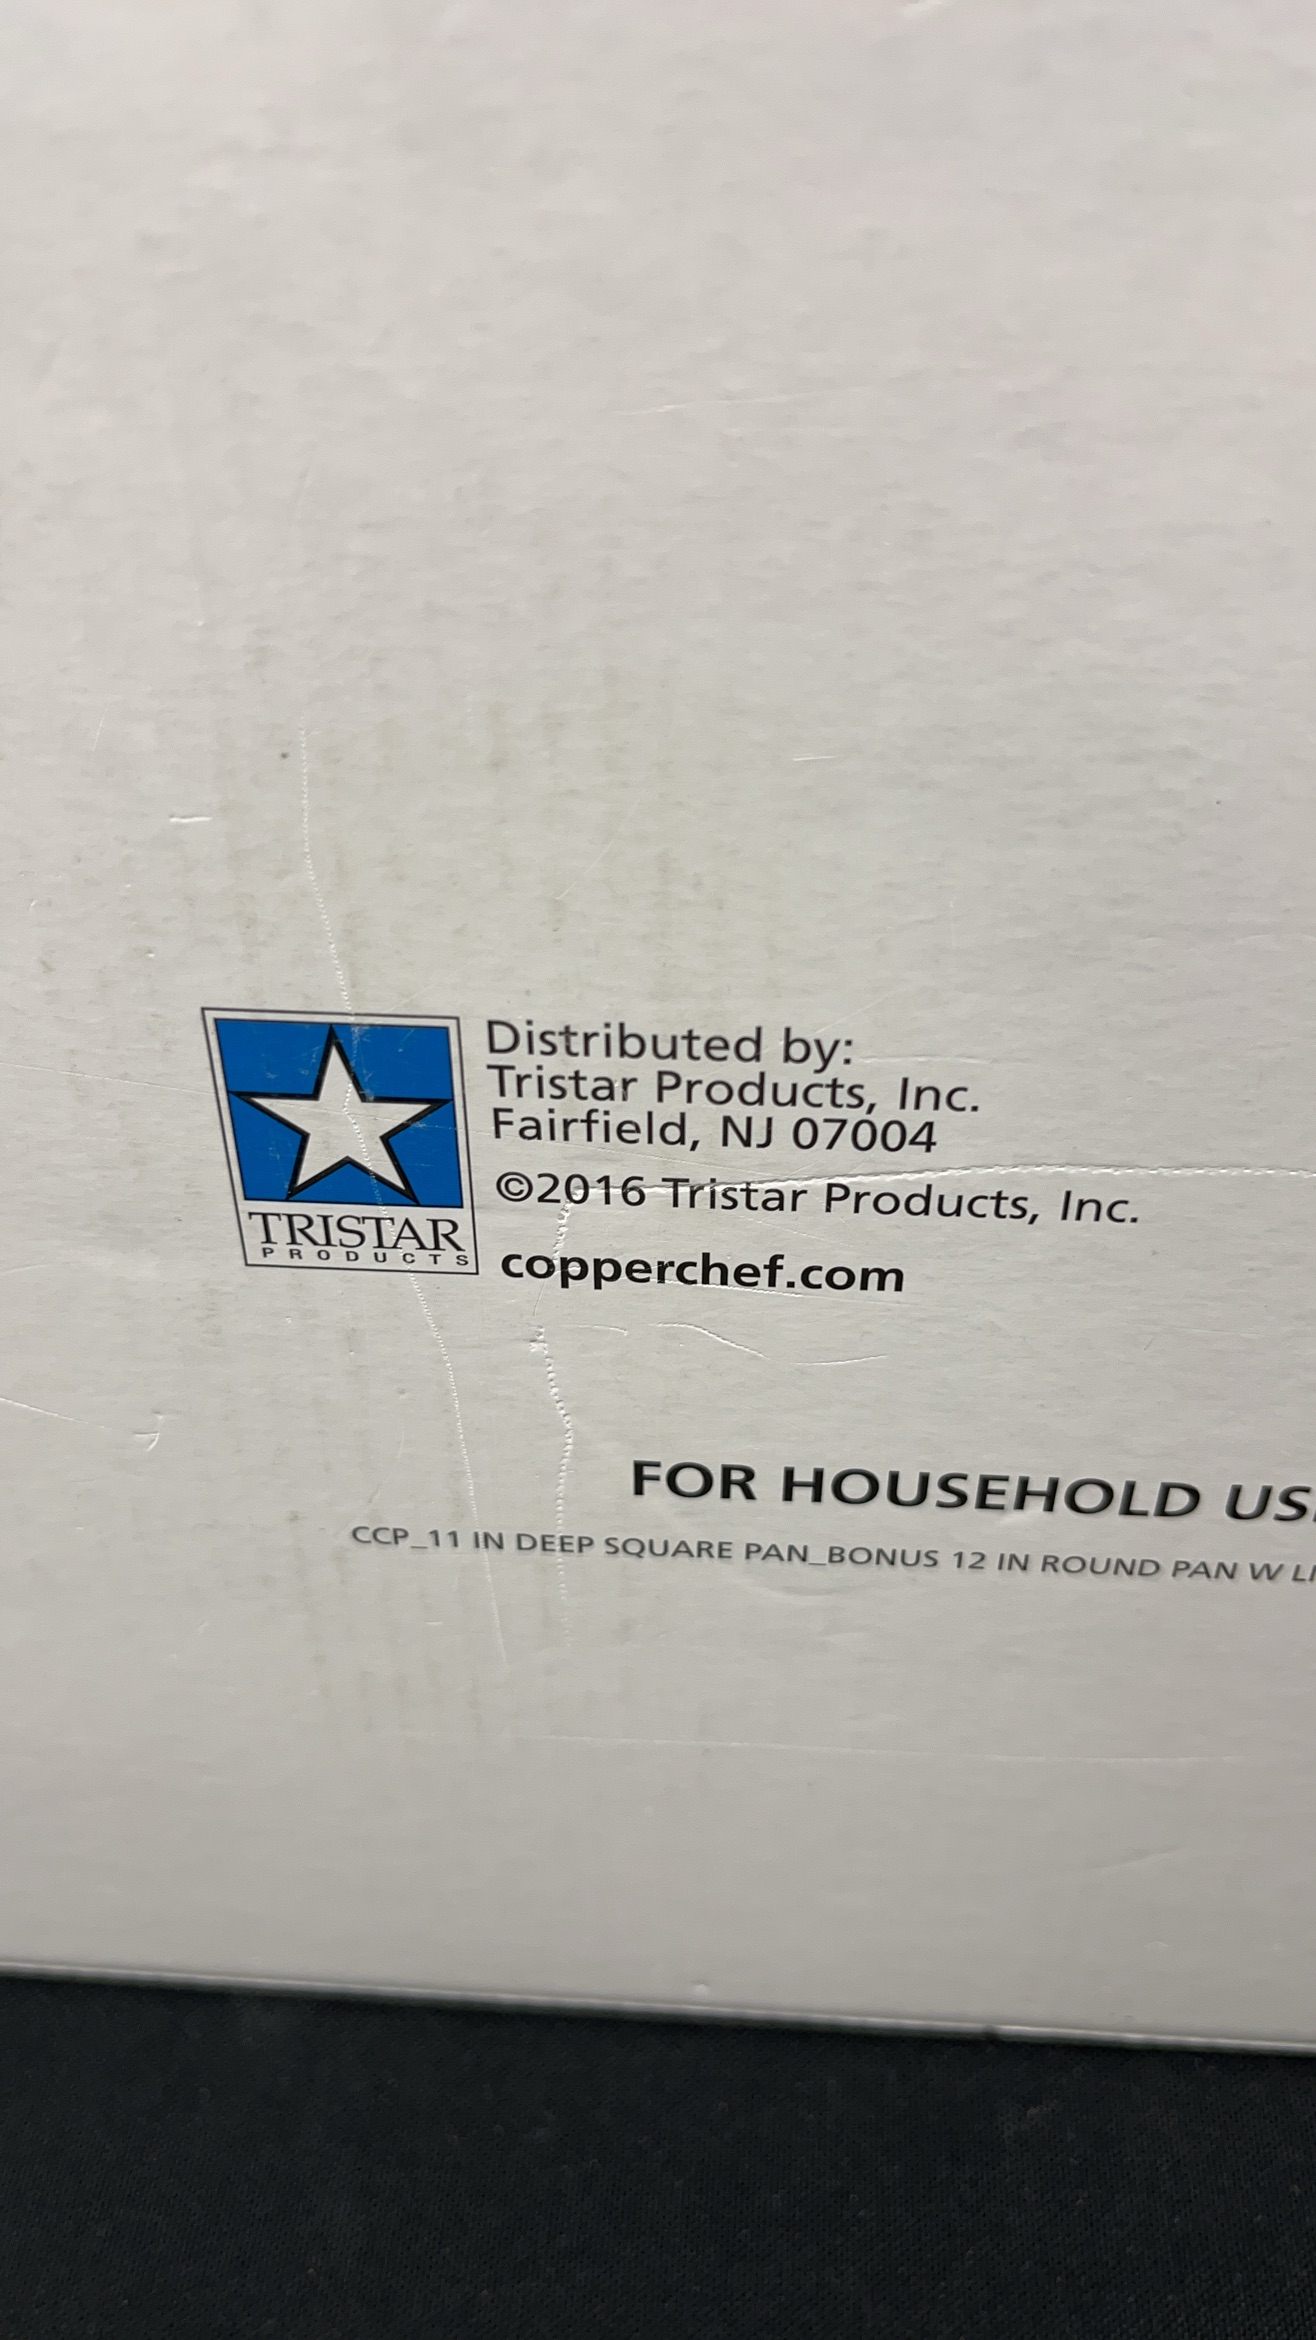 Distributed by:
Tristar Products, Inc.
Fairfield, NJ 07004
©2016 Tristar Products, Inc.
copperchef.com
TRISTAR
PRODUCTS
FOR HOUSEHOLD
CCP_11 IN DEEP SQUARE PAN_BONUS 12 IN ROUND PAN W